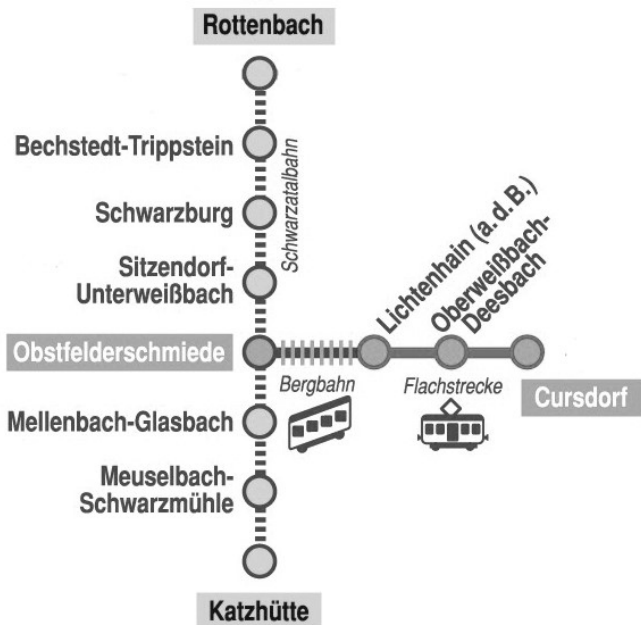 Rottenbach
Bechstedt-Trippstein
Schwarzatalbahn
Schwarzburg
Sitzendorf-
Unterweißbach
Lichtenhain (a. d. B.)
Oberweißbach-
Deesbach
Obstfelderschmiede
Bergbahn
Flachstrecke
Cursdorf
Mellenbach-Glasbach
Meuselbach-
Schwarzmühle
Katzhütte